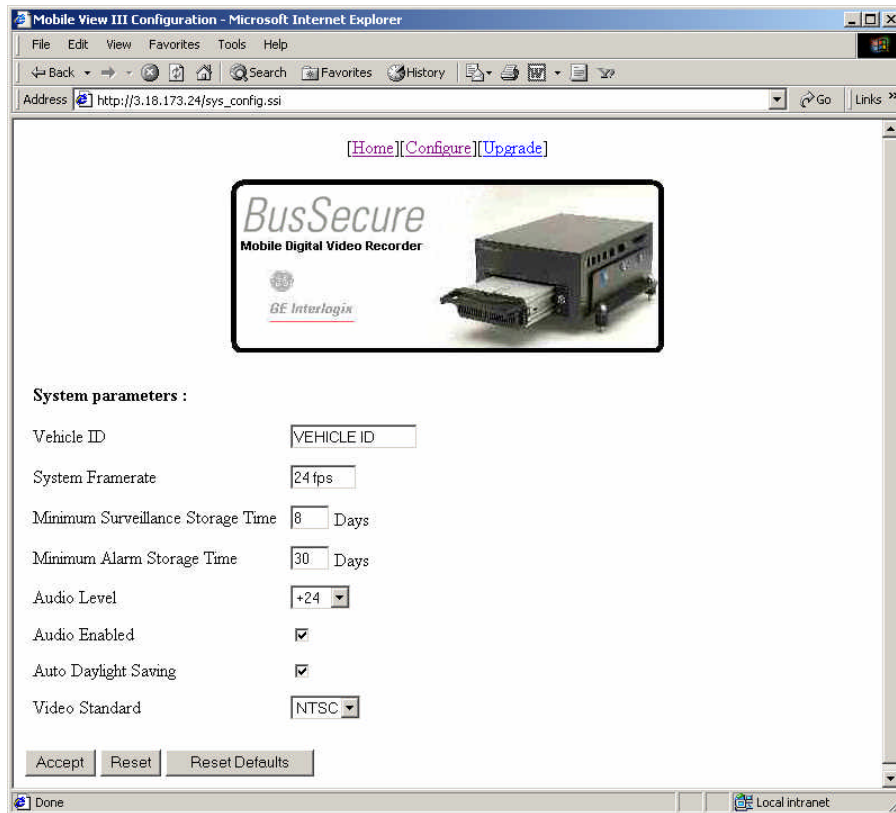 Mobile View III Configuration - Microsoft Internet Explorer
File Edit View Favorites Tools Help
Back Search Favorites History
Address http://3.18.173.24/sys_config.ssi Go Links »
[Home][Configure][Upgrade]
BusSecure
Mobile Digital Video Recorder
GE Interlogix
System parameters :
Vehicle ID VEHICLE ID
System Framerate 24 fps
Minimum Surveillance Storage Time 8 Days
Minimum Alarm Storage Time 30 Days
Audio Level +24
Audio Enabled
Auto Daylight Saving
Video Standard NTSC
Accept Reset Reset Defaults
Done Local intranet